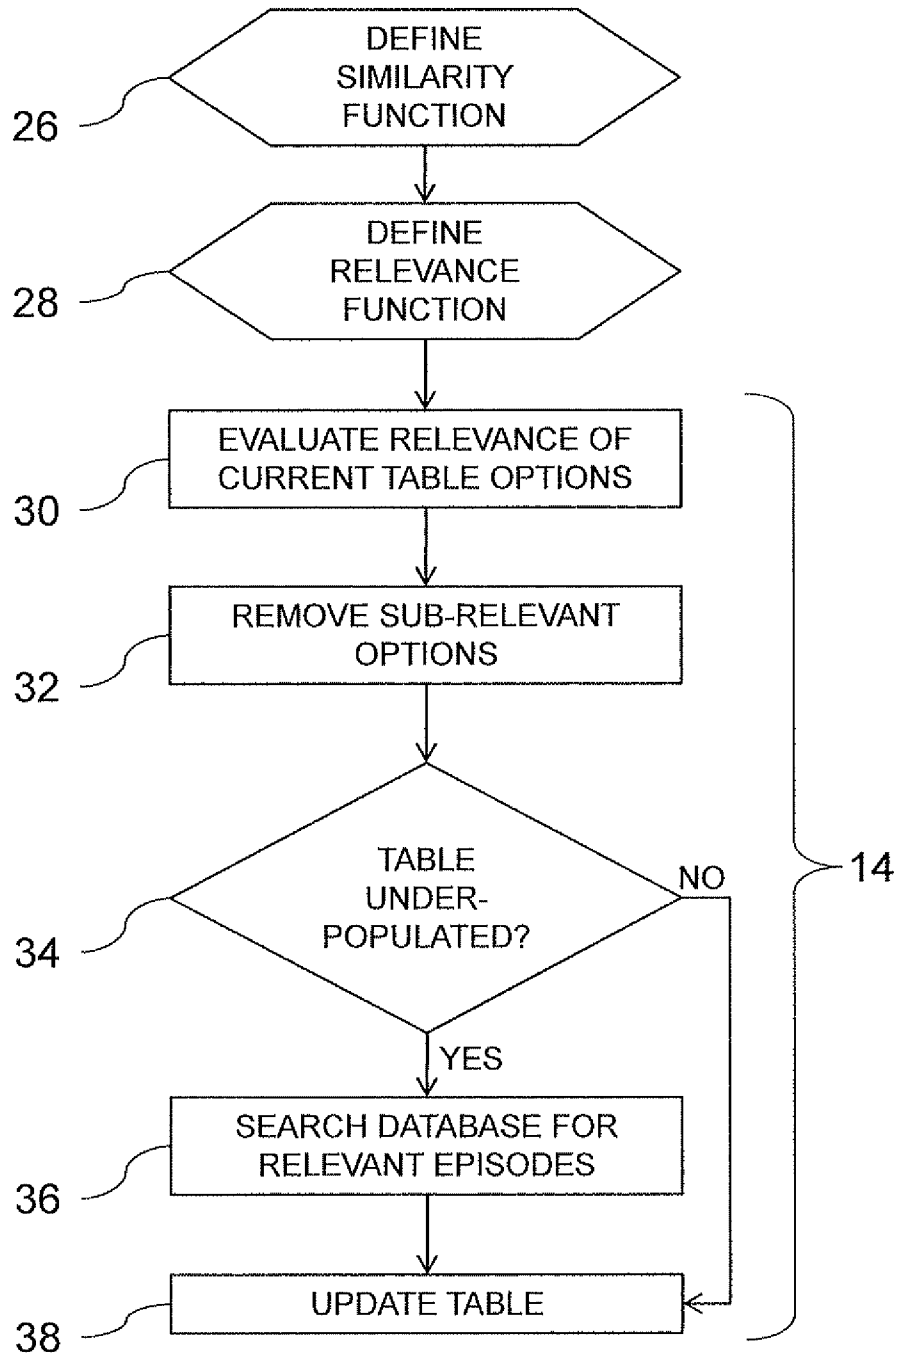 DEFINE
SIMILARITY
FUNCTION
26
DEFINE
RELEVANCE
FUNCTION
28
EVALUATE RELEVANCE OF
CURRENT TABLE OPTIONS
30
REMOVE SUB-RELEVANT
OPTIONS
32
TABLE
UNDER-
POPULATED?
NO
14
34
YES
SEARCH DATABASE FOR
RELEVANT EPISODES
36
UPDATE TABLE
38